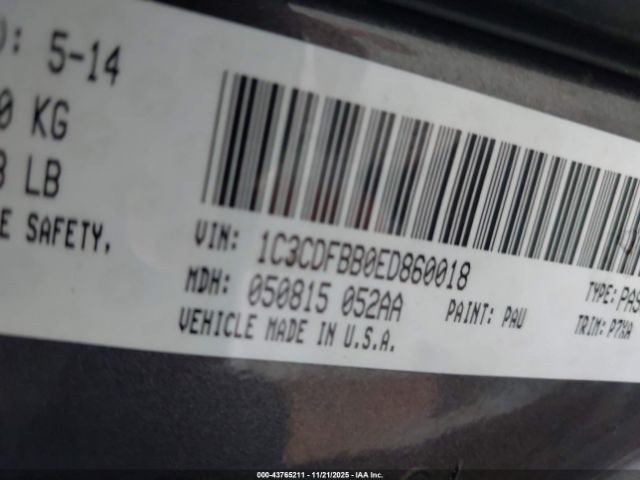 ): 5-14
0 KG
LB
E SAFETY,
VIN: 1C3CDFBB0ED860018
MDH: 050815 052AA
PAINT: PAU
TYPE: PAS
TRIM: P7XA
VEHICLE MADE IN U.S.A.
000-43765211 - 11/21/2025 - IAA Inc.